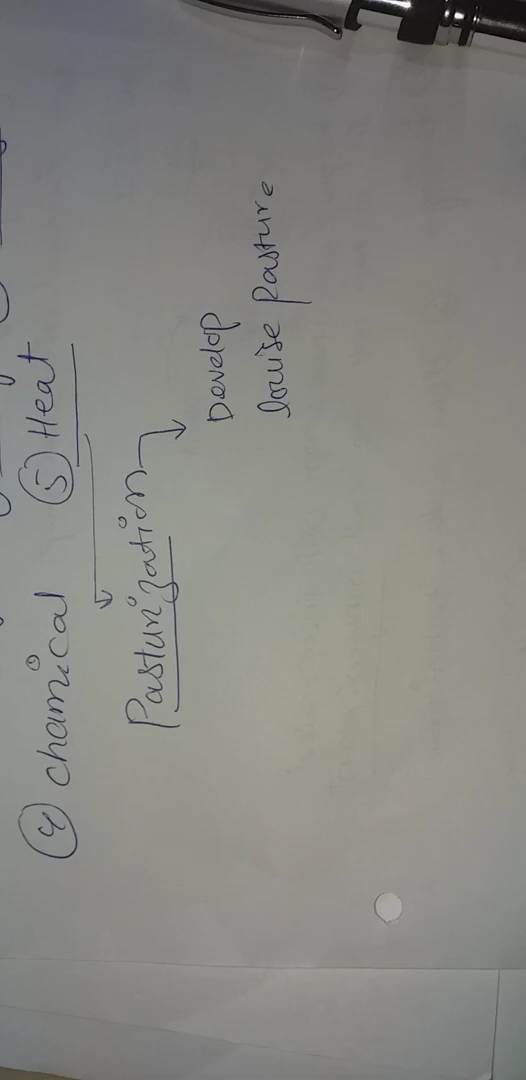 ④ chamical ⑤ Heat
Pasturization
Develop
louise Pasture